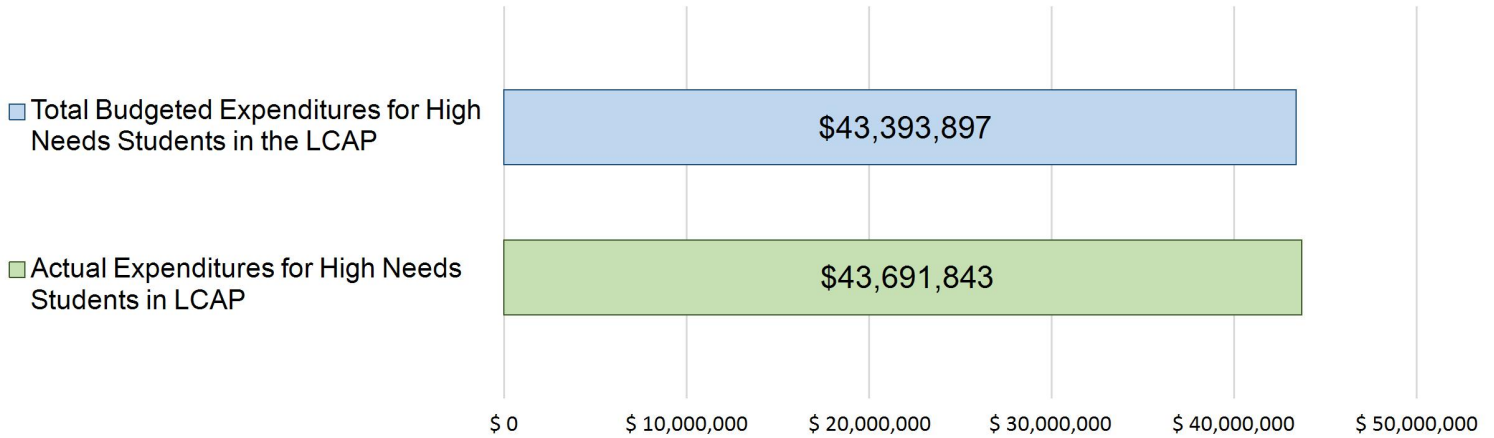 Total Budgeted Expenditures for High
Needs Students in the LCAP
$43,393,897
Actual Expenditures for High Needs
Students in LCAP
$43,691,843
$ 0
$ 10,000,000
$ 20,000,000
$ 30,000,000
$ 40,000,000
$ 50,000,000